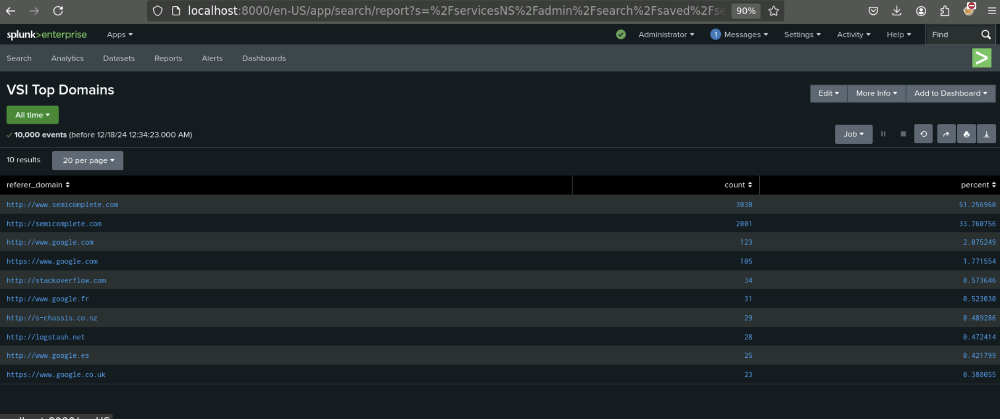 localhost:8000/en-US/app/search/report?s=%2FservicesNS%2Fadmin%2Fsearch%2Fsaved%2Fse 90%
splunk>enterprise Apps Administrator 1 Messages Settings Activity Help Find
Search Analytics Datasets Reports Alerts Dashboards
VSI Top Domains
Edit More Info Add to Dashboard
All time
10,000 events (before 12/18/24 12:34:23.000 AM)
Job
10 results 20 per page
referer_domain count percent
http://www.semicomplete.com 3038 51.256960
http://semicomplete.com 2001 33.760756
http://www.google.com 123 2.075249
https://www.google.com 105 1.771554
http://stackoverflow.com 34 0.573646
http://www.google.fr 31 0.523030
http://s-chassis.co.nz 29 0.489286
http://logstash.net 28 0.472414
http://www.google.es 25 0.421799
https://www.google.co.uk 23 0.388055